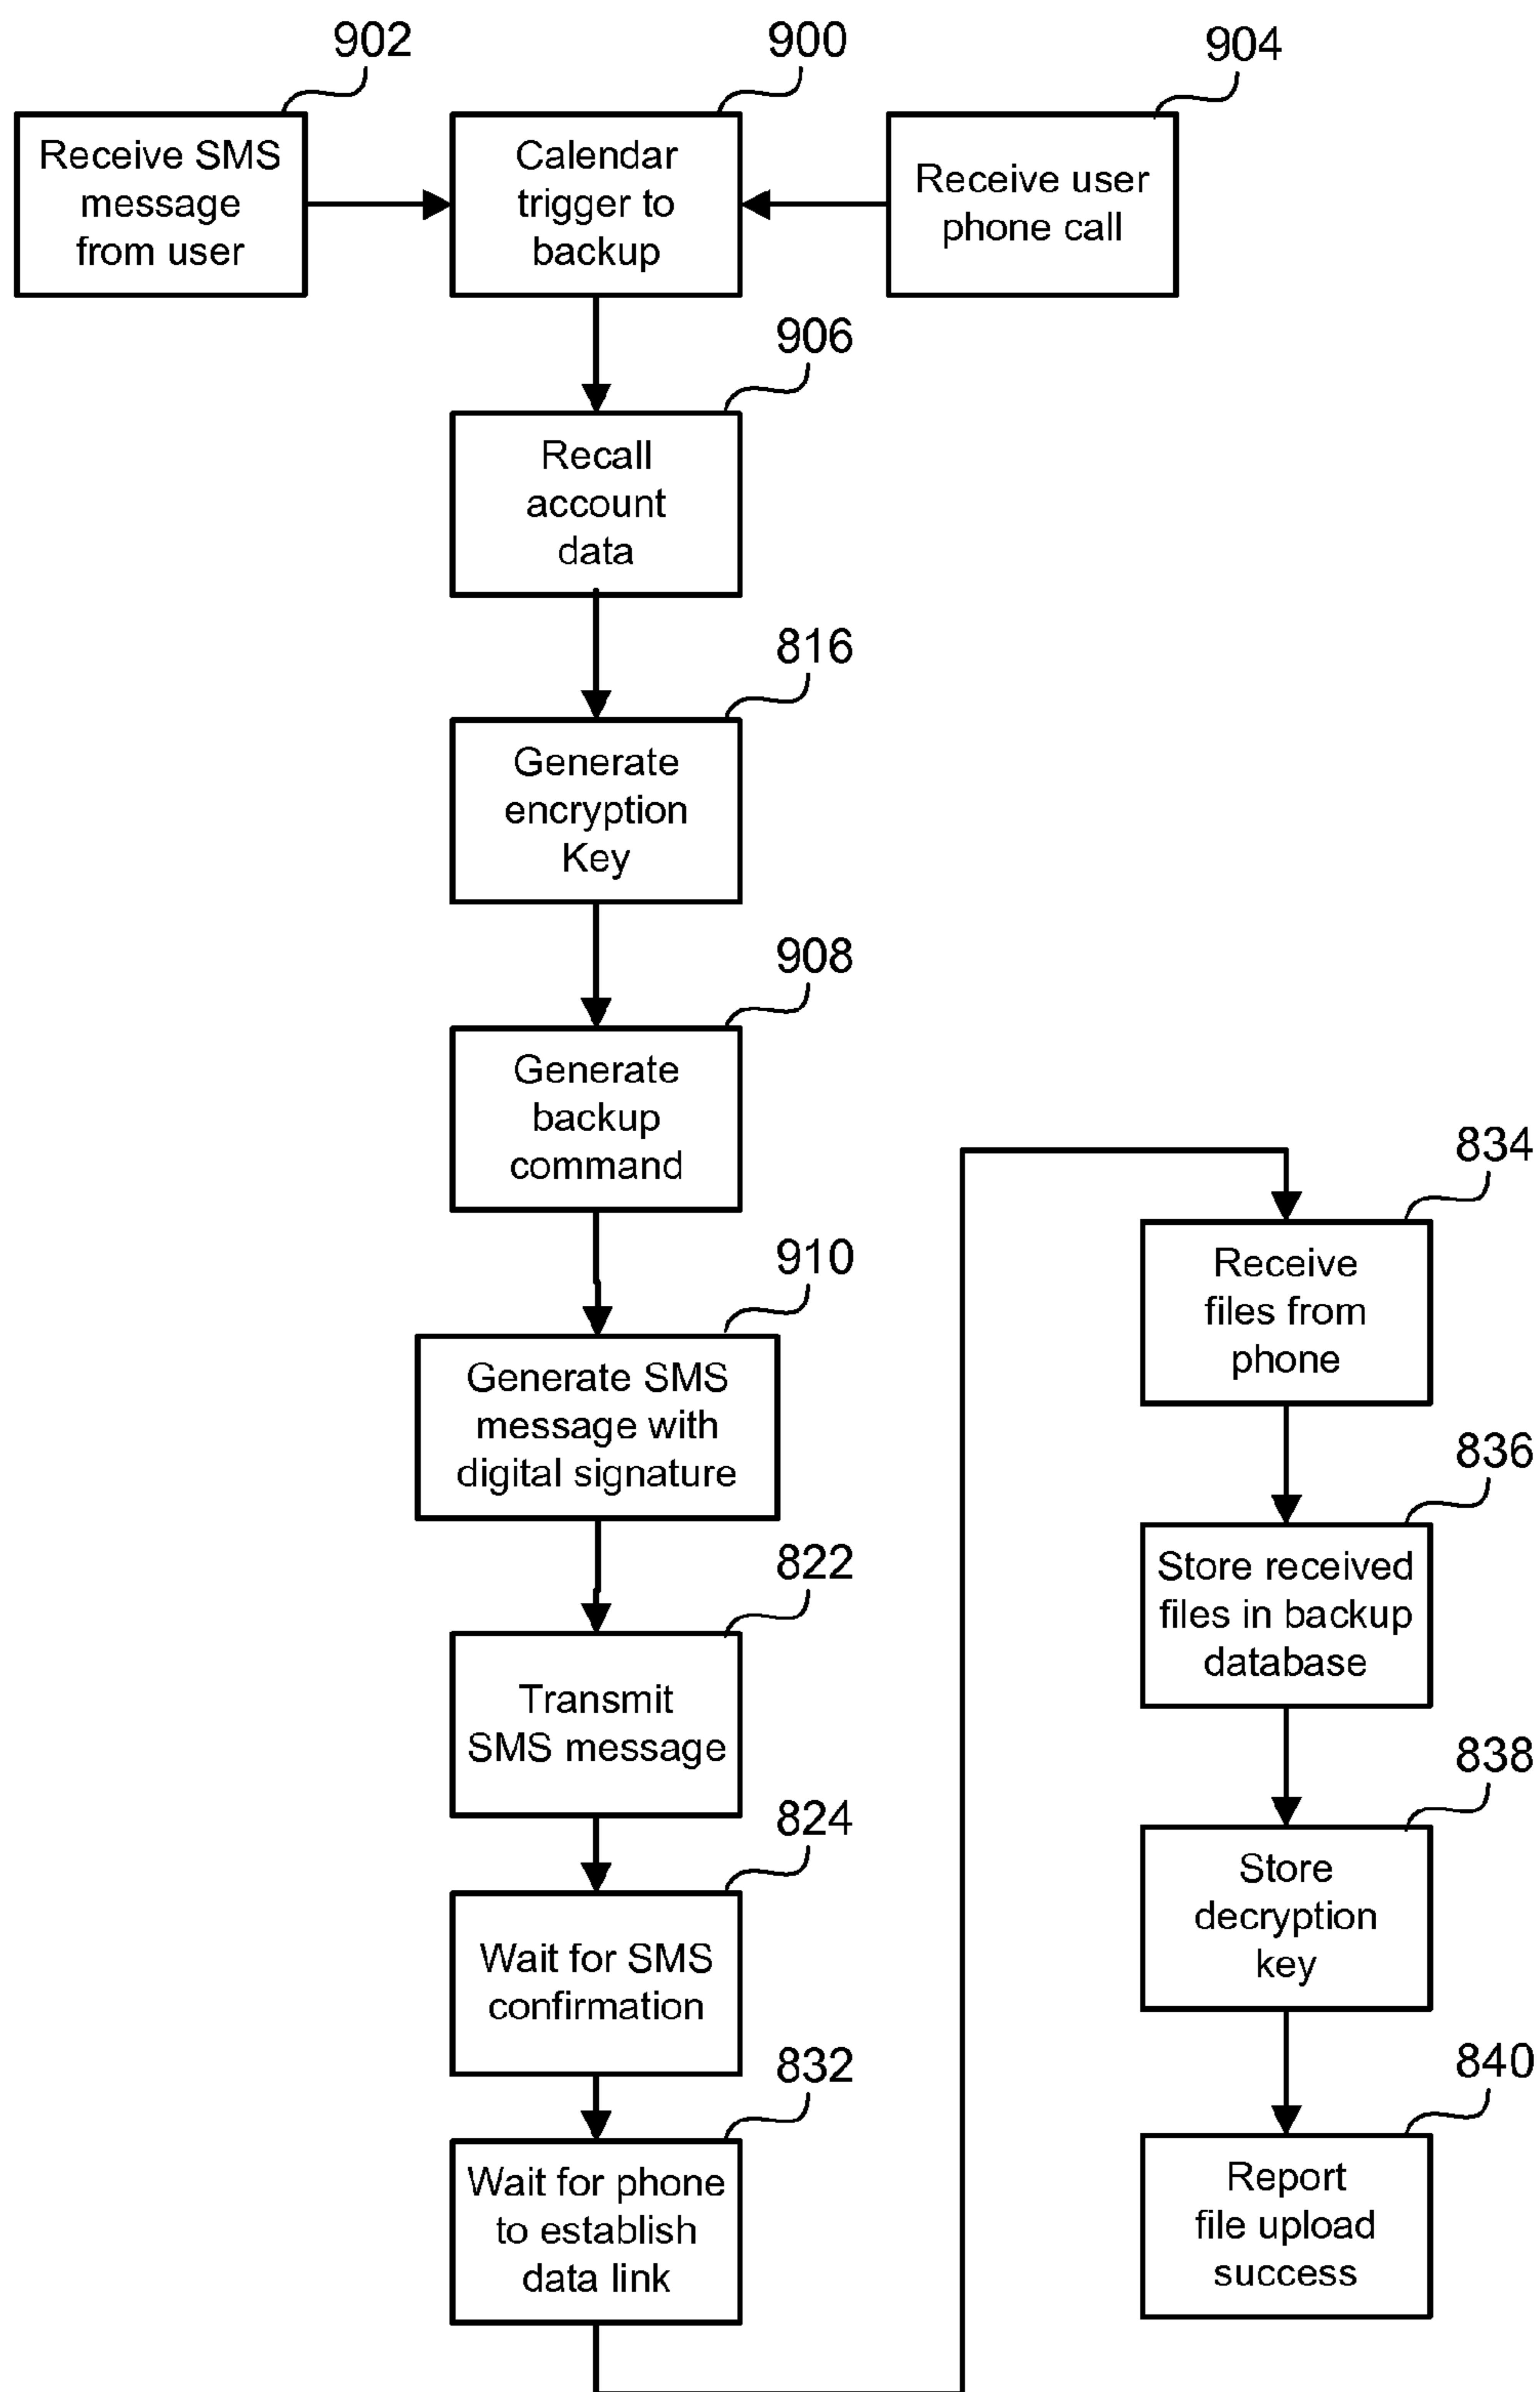 902
900
904
Receive SMS
message
from user
Calendar
trigger to
backup
Receive user
phone call
906
Recall
account
data
816
Generate
encryption
Key
908
Generate
backup
command
910
Generate SMS
message with
digital signature
822
Transmit
SMS message
824
Wait for SMS
confirmation
832
Wait for phone
to establish
data link
834
Receive
files from
phone
836
Store received
files in backup
database
838
Store
decryption
key
840
Report
file upload
success